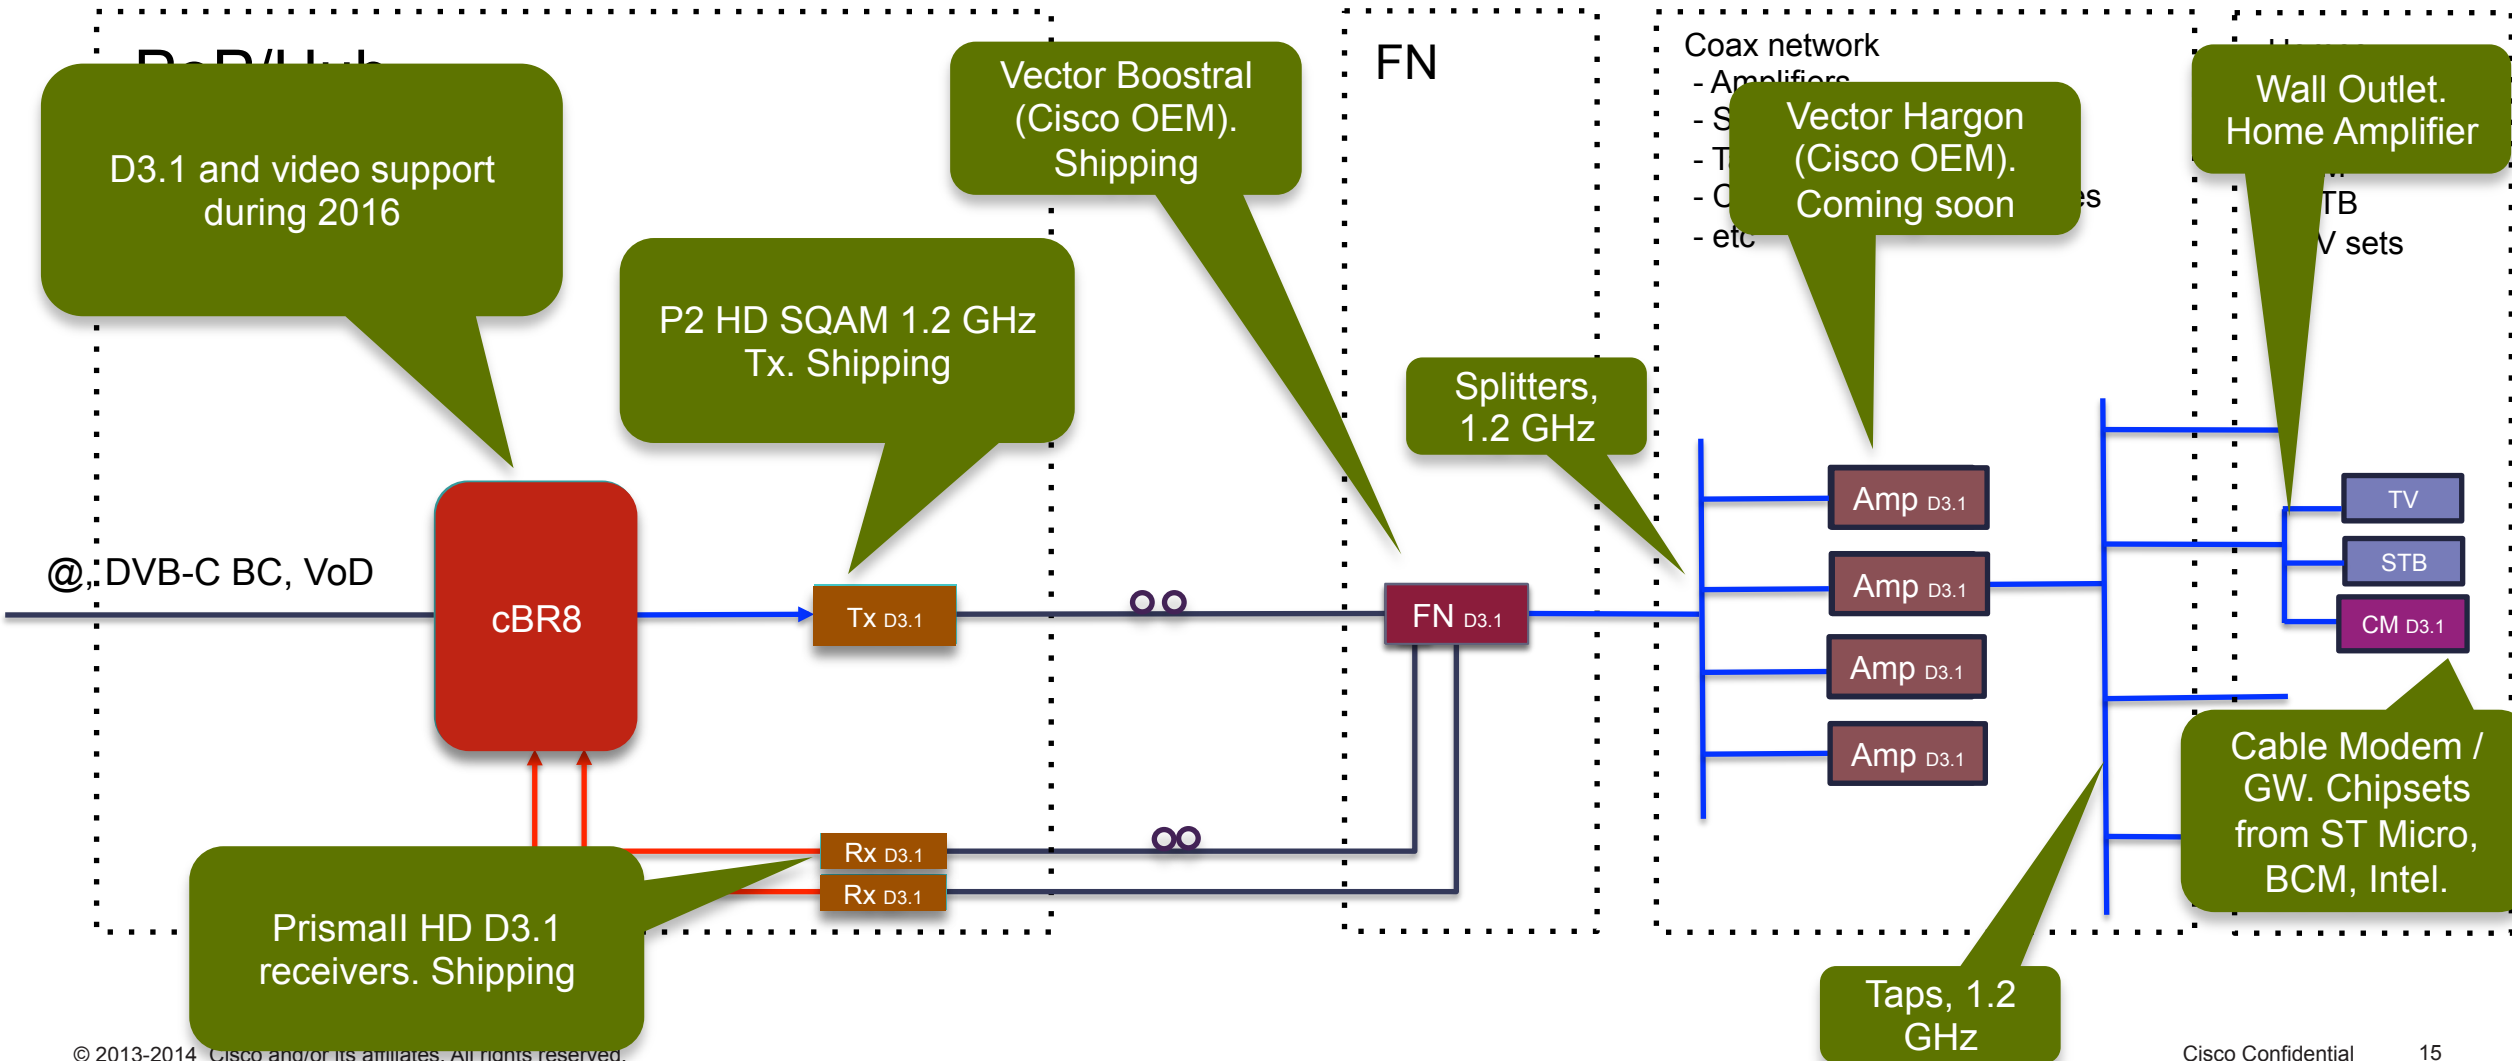 D3.1 and video support
during 2016
P2 HD SQAM 1.2 GHz
Tx. Shipping
Vector Boostral
(Cisco OEM).
Shipping
FN
Coax network
- Amplifiers
- etc
Vector Hargon
(Cisco OEM).
Coming soon
Wall Outlet.
Home Amplifier
TB
V sets
Splitters,
1.2 GHz
@, DVB-C BC, VoD
cBR8
Tx D3.1
FN D3.1
Amp D3.1
Amp D3.1
Amp D3.1
Amp D3.1
TV
STB
CM D3.1
Rx D3.1
Rx D3.1
PrismaII HD D3.1
receivers. Shipping
Cable Modem /
GW. Chipsets
from ST Micro,
BCM, Intel.
Taps, 1.2
GHz
© 2013-2014 Cisco and/or its affiliates. All rights reserved.
Cisco Confidential
15